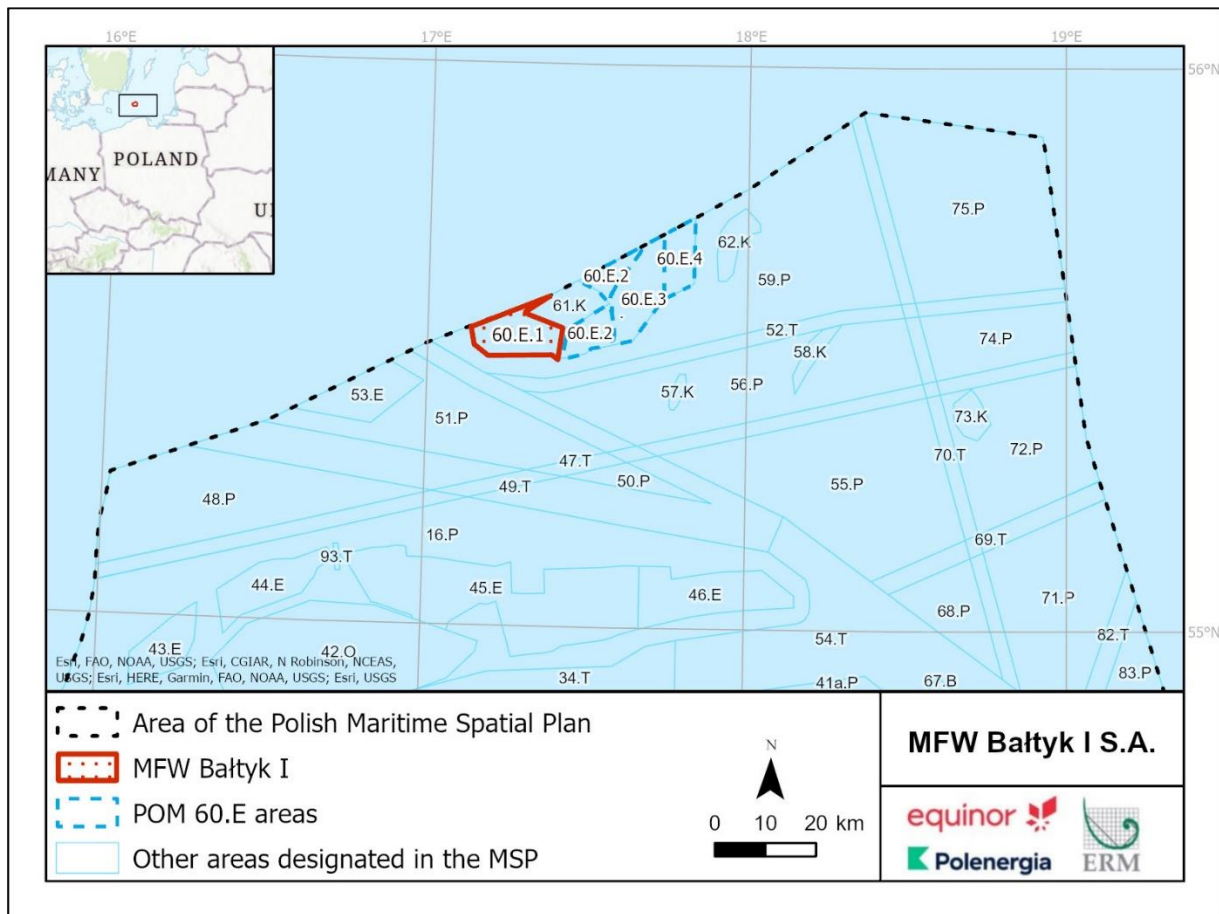 16°E
17°E
18°E
19°E
56°N
POLAND
MANY
75.P
62.K
60.E.4
60.E.2
59.P
60.E.3
61.K
60.E.1
60.E.2
52.T
74.P
58.K
53.E
57.K
56.P
51.P
73.K
72.P
70.T
47.T
50.P
55.P
49.T
48.P
16.P
69.T
93.T
44.E
45.E
46.E
71.P
68.P
55°N
54.T
82.T
43.E
42.O
Esri, FAO, NOAA, USGS; Esri, CGIAR, N Robinson, NCEAS,
USGS; Esri, HERE, Garmin, FAO, NOAA, USGS; Esri, USGS
34.T
41a.P
67.B
83.P
Area of the Polish Maritime Spatial Plan
MFW Bałtyk I
POM 60.E areas
Other areas designated in the MSP
N
0 10 20 km
MFW Bałtyk I S.A.
equinor
Polenergia
ERM